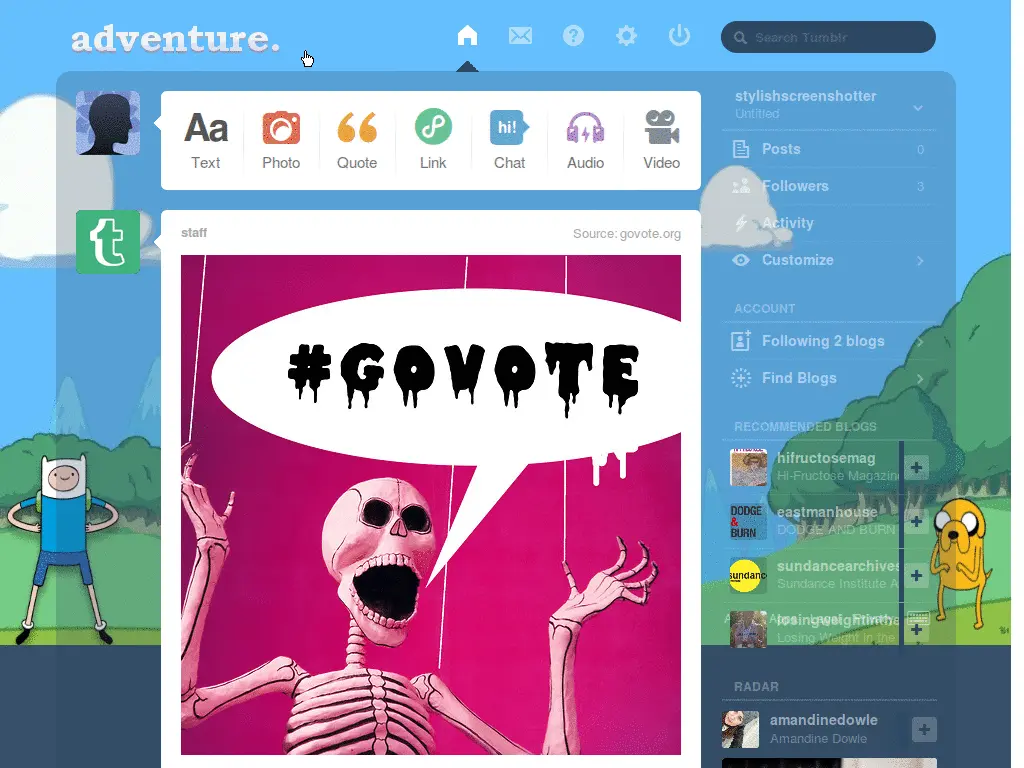 adventure.
Search Tumblr
Aa
hi!
Text
Photo
Quote
Link
Chat
Audio
Video
stylishscreenshotter
Untitled
Posts 0
Followers 3
Activity
Customize
ACCOUNT
Following 2 blogs
Find Blogs
RECOMMENDED BLOGS
hifructosemag
Hi-Fructose Magazin
eastmanhouse
DODGE AND BURN
sundancearchives
Sundance Institute A
losingweightinthe
Losing Weight in the
RADAR
amandinedowle
Amandine Dowle
t
staff
Source: govote.org
#GOVOTE
DODGE
&
BURN
sundanc